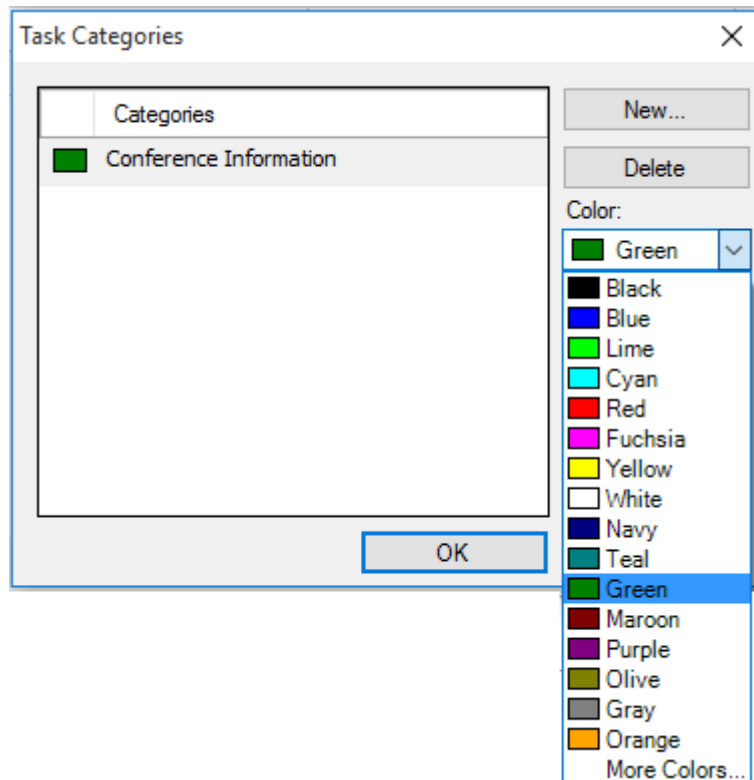 Task Categories
Categories
Conference Information
New...
Delete
Color:
Green
Black
Blue
Lime
Cyan
Red
Fuchsia
Yellow
White
Navy
Teal
Green
Maroon
Purple
Olive
Gray
Orange
More Colors...
OK